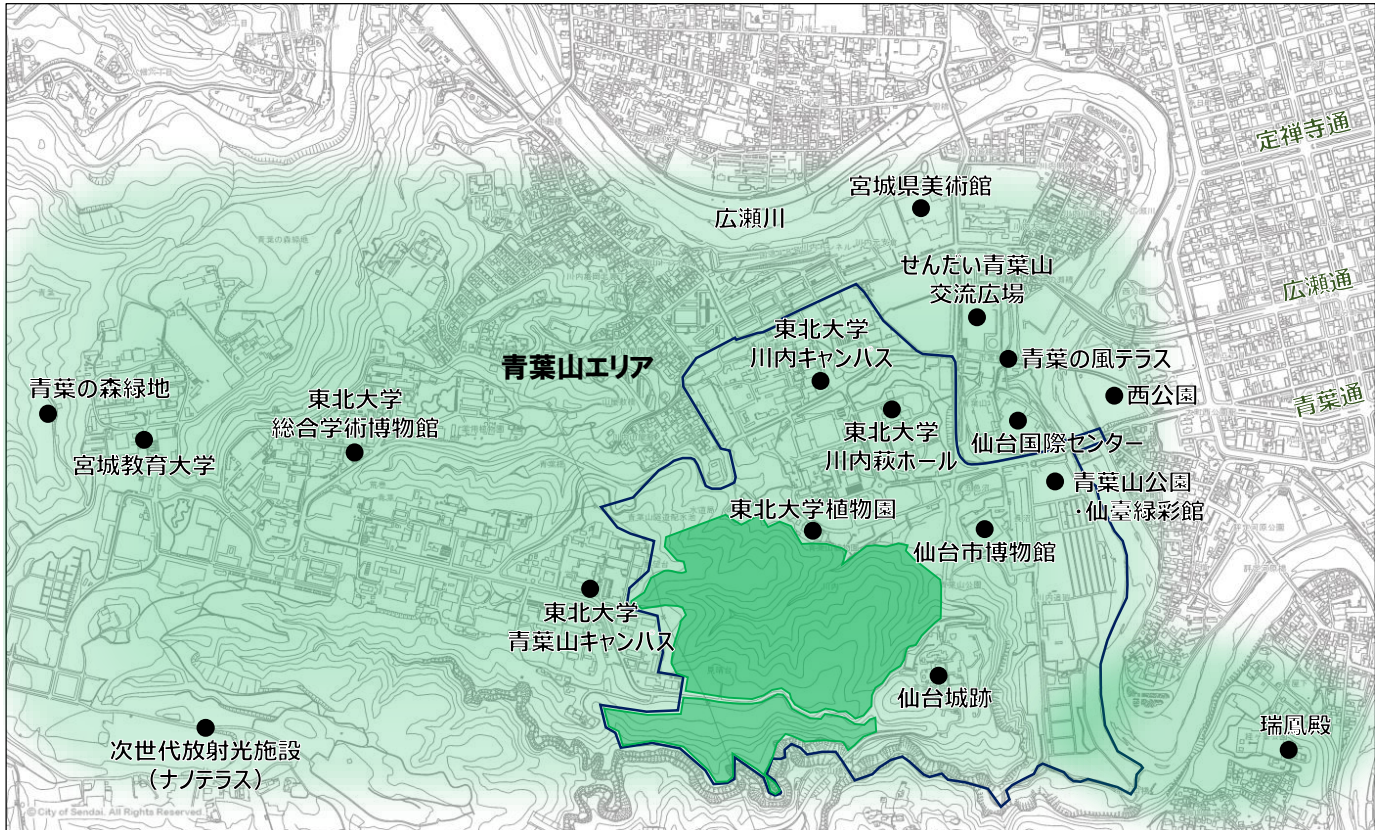 定禅寺通
宮城県美術館
広瀬川
せんだい青葉山
交流広場
広瀬通
東北大学
川内キャンハス
青葉の風テラス
青葉山エリア
西公園
青葉通
青葉の森緑地
東北大学
総合学術博物館
宮城教育大学
東北大学
川内萩ホール
仙台国際センター
青葉山公園
・仙臺緑彩館
東北大学植物園
仙台市博物館
東北大学
青葉山キャンハス
仙台城跡
瑞鳳殿
次世代放射光施設
（ナノテラス）
© City of Sendai. All Rights Reserved.